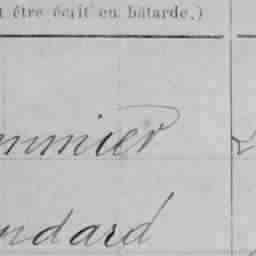 t être écrit en bâtarde.)
mmier
ndard